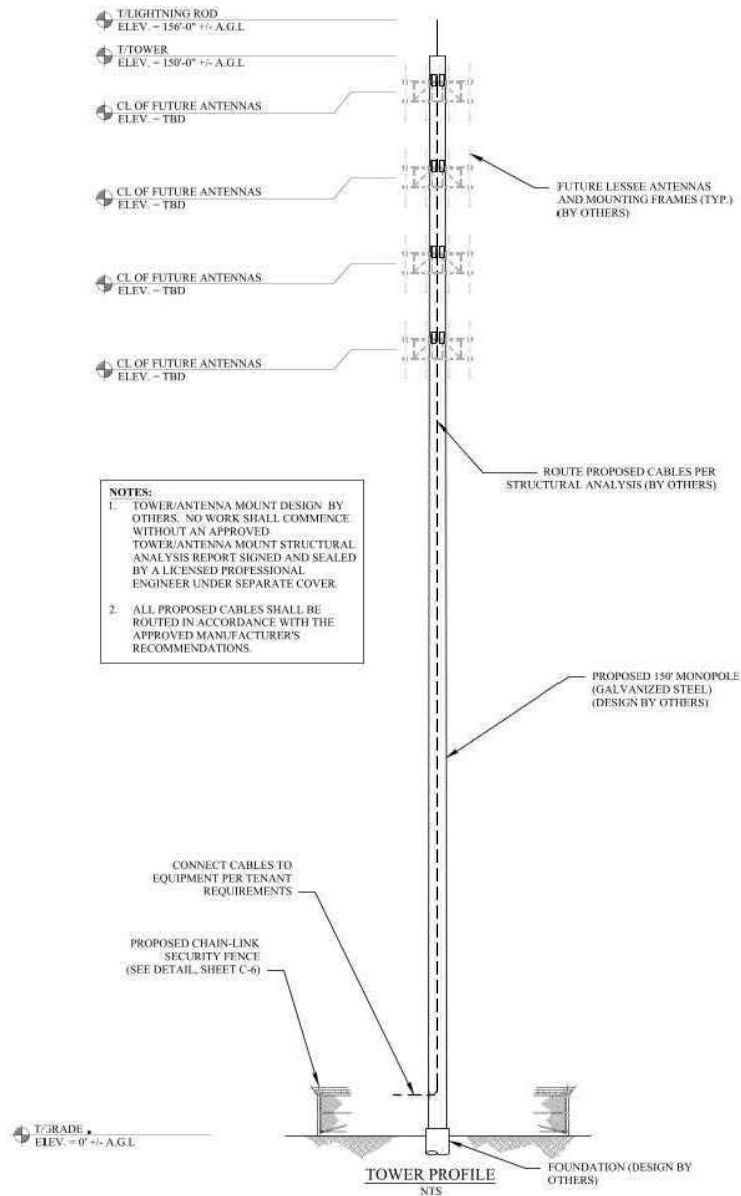 T/LIGHTNING ROD
ELEV. = 156'-0" +/- A.G.L
T/TOWER
ELEV. = 150'-0" +/- A.G.L
CL OF FUTURE ANTENNAS
ELEV. = TBD
CL OF FUTURE ANTENNAS
ELEV. = TBD
FUTURE LESSEE ANTENNAS
AND MOUNTING FRAMES (TYP.)
(BY OTHERS)
CL OF FUTURE ANTENNAS
ELEV. = TBD
CL OF FUTURE ANTENNAS
ELEV. = TBD
ROUTE PROPOSED CABLES PER
STRUCTURAL ANALYSIS (BY OTHERS)
NOTES:
1. TOWER/ANTENNA MOUNT DESIGN BY
OTHERS. NO WORK SHALL COMMENCE
WITHOUT AN APPROVED
TOWER/ANTENNA MOUNT STRUCTURAL
ANALYSIS REPORT SIGNED AND SEALED
BY A LICENSED PROFESSIONAL
ENGINEER UNDER SEPARATE COVER.
2. ALL PROPOSED CABLES SHALL BE
ROUTED IN ACCORDANCE WITH THE
APPROVED MANUFACTURER'S
RECOMMENDATIONS.
PROPOSED 150' MONOPOLE
(GALVANIZED STEEL)
(DESIGN BY OTHERS)
CONNECT CABLES TO
EQUIPMENT PER TENANT
REQUIREMENTS
PROPOSED CHAIN-LINK
SECURITY FENCE
(SEE DETAIL, SHEET C-6)
T/GRADE
ELEV. = 0' +/- A.G.L
FOUNDATION (DESIGN BY
OTHERS)
TOWER PROFILE
NTS